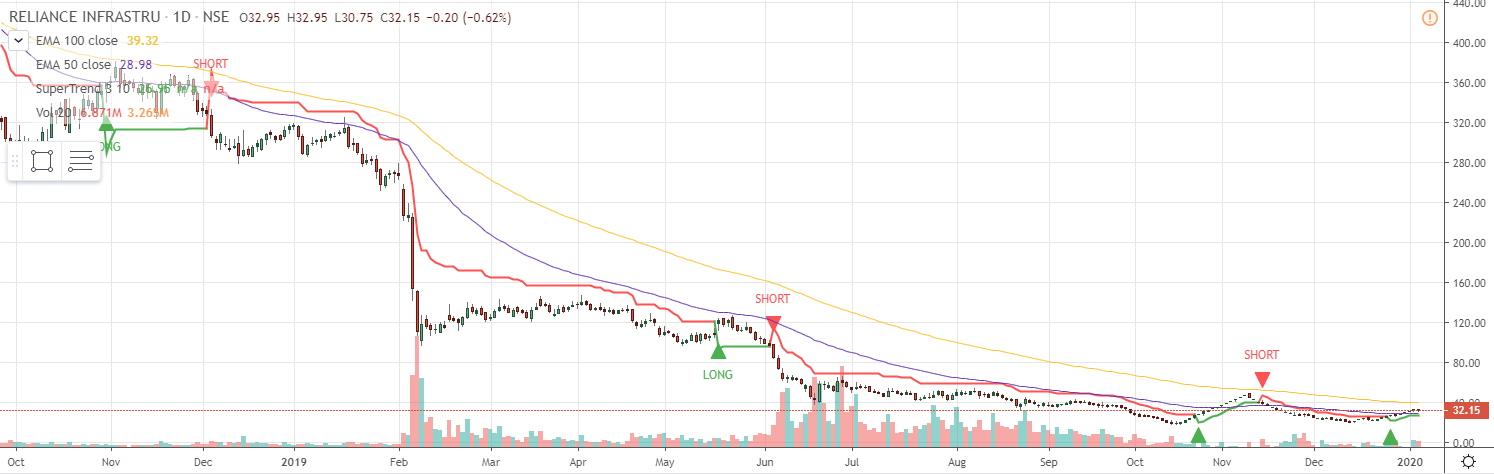 RELIANCE INFRASTRU · 1D · NSE O32.95 H32.95 L30.75 C32.15 −0.20 (−0.62%)
EMA 100 close 39.32
EMA 50 close 28.98
SuperTrend 3 10 26.96 n/a n/a
Vol 20 6.871M 3.269M
SHORT
LONG
SHORT
LONG
SHORT
440.00
400.00
360.00
320.00
280.00
240.00
200.00
160.00
120.00
80.00
40.00
32.15
0.00
Oct Nov Dec 2019 Feb Mar Apr May Jun Jul Aug Sep Oct Nov Dec 2020